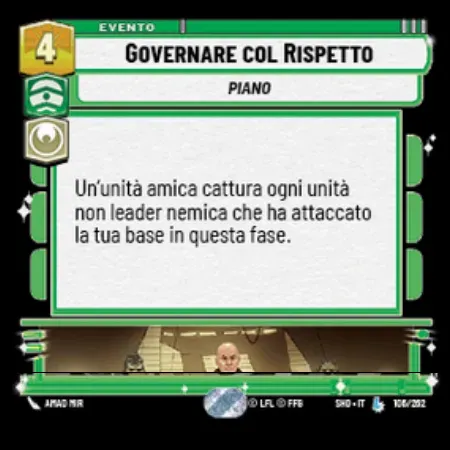 EVENTO
4
GOVERNARE COL RISPETTO
PIANO
Un'unità amica cattura ogni unità
non leader nemica che ha attaccato
la tua base in questa fase.
AMAD MIR
© LFL © FFG
SHD • IT
106/262